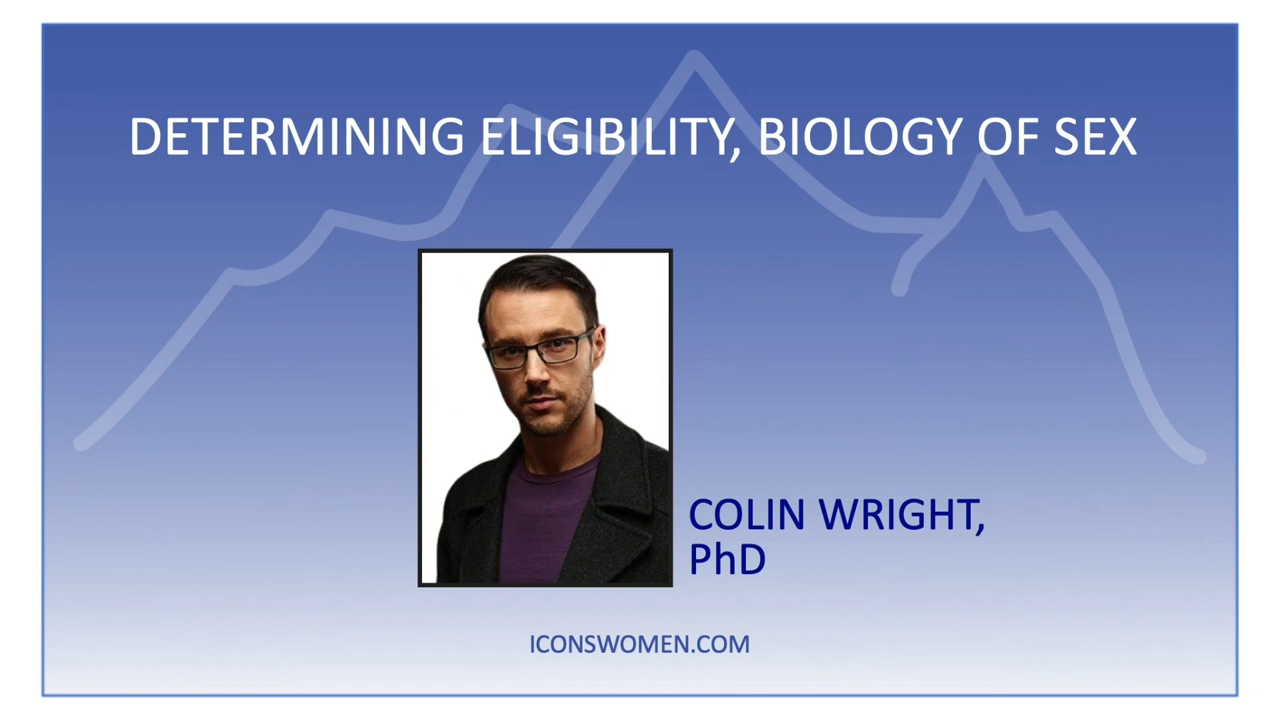 DETERMINING ELIGIBILITY, BIOLOGY OF SEX
COLIN WRIGHT,
PhD
ICONSWOMEN.COM